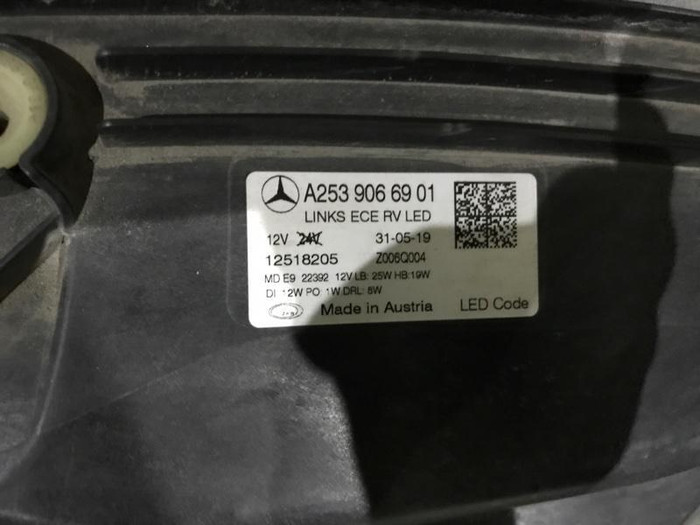 A253 906 69 01
LINKS ECE RV LED
12V 24V 31-05-19
12518205 Z006Q004
MD E9 22392 12V LB: 25W HB:19W
DI: 12W PO: 1W DRL: 8W
Made in Austria LED Code